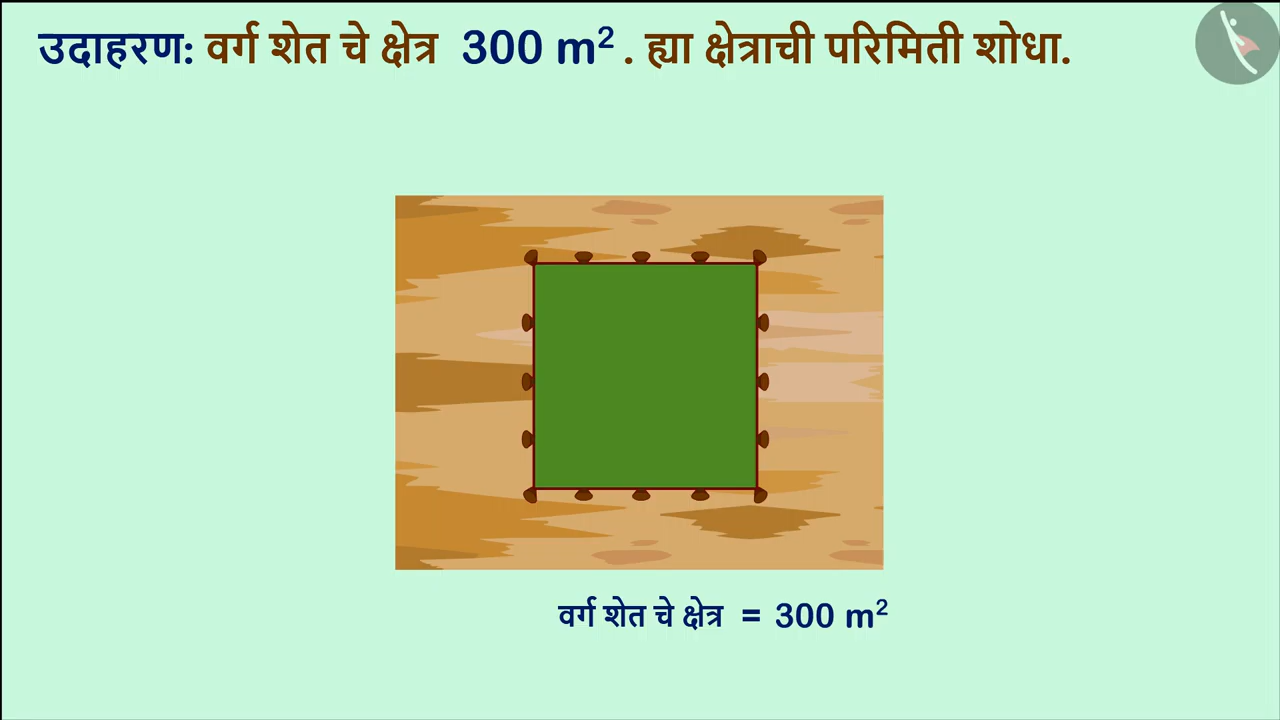 उदाहरण: वर्ग शेत चे क्षेत्र 300 m² . ह्या क्षेत्राची परिमिती शोधा.
वर्ग शेत चे क्षेत्र = 300 m²